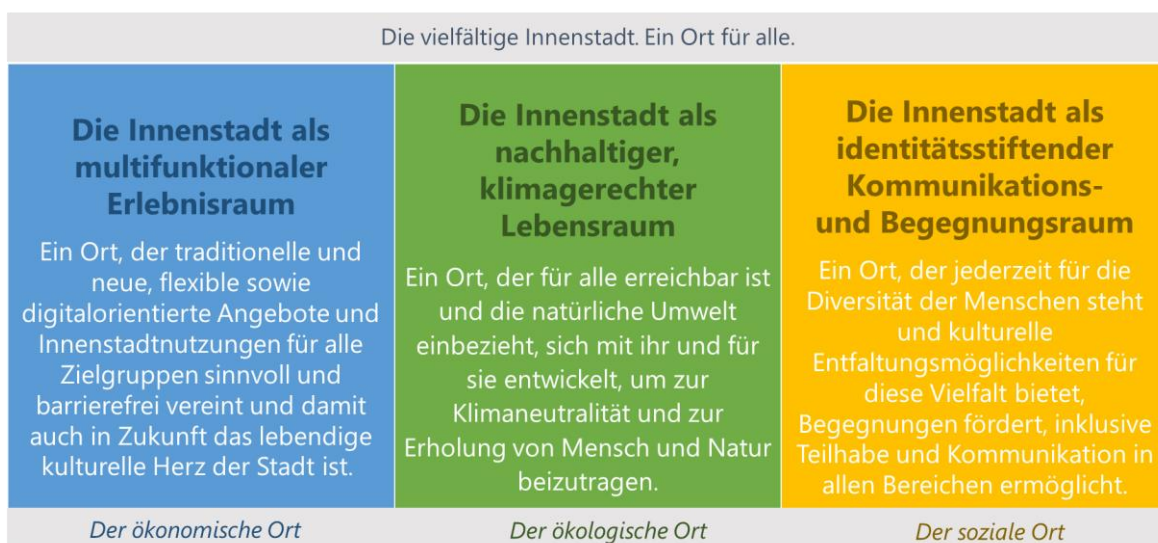 Die vielfältige Innenstadt. Ein Ort für alle.
Die Innenstadt als
multifunktionaler
Erlebnisraum
Ein Ort, der traditionelle und
neue, flexible sowie
digitalorientierte Angebote und
Innenstadtnutzungen für alle
Zielgruppen sinnvoll und
barrierefrei vereint und damit
auch in Zukunft das lebendige
kulturelle Herz der Stadt ist.
Der ökonomische Ort
Die Innenstadt als
nachhaltiger,
klimagerechter
Lebensraum
Ein Ort, der für alle erreichbar ist
und die natürliche Umwelt
einbezieht, sich mit ihr und für
sie entwickelt, um zur
Klimaneutralität und zur
Erholung von Mensch und Natur
beizutragen.
Der ökologische Ort
Die Innenstadt als
identitätsstiftender
Kommunikations-
und Begegnungsraum
Ein Ort, der jederzeit für die
Diversität der Menschen steht
und kulturelle
Entfaltungsmöglichkeiten für
diese Vielfalt bietet,
Begegnungen fördert, inklusive
Teilhabe und Kommunikation in
allen Bereichen ermöglicht.
Der soziale Ort